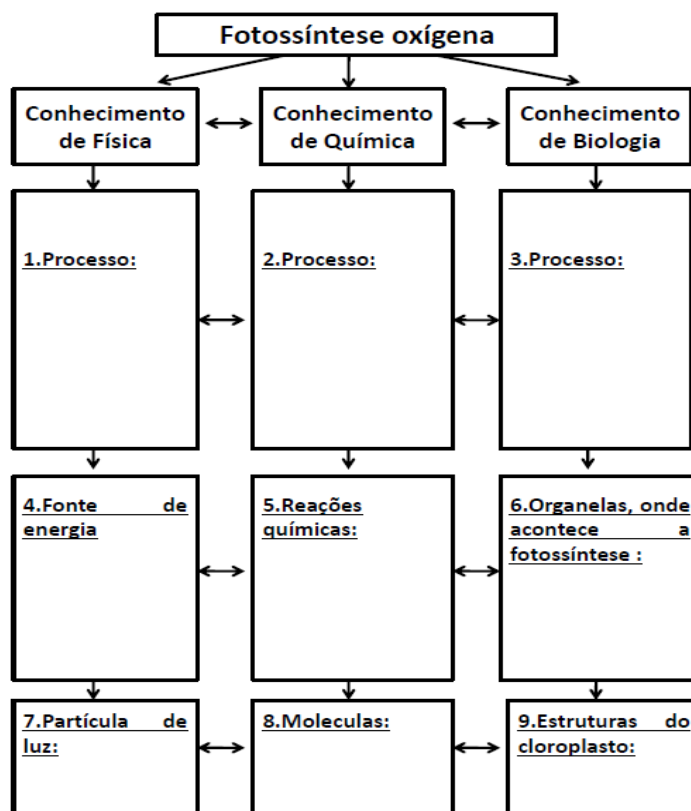 Fotossíntese oxígena
Conhecimento
de Física
Conhecimento
de Química
Conhecimento
de Biologia
1.Processo:
2.Processo:
3.Processo:
4.Fonte de
energia
5.Reações
químicas:
6.Organelas, onde
acontece a
fotossíntese :
7.Partícula de
luz:
8.Moleculas:
9.Estruturas do
cloroplasto: